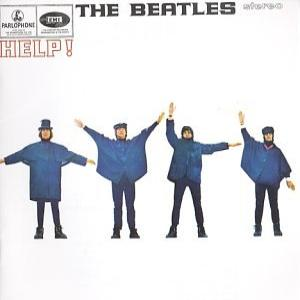 THE BEATLES
stereo
PARLOPHONE
EMI
HELP!